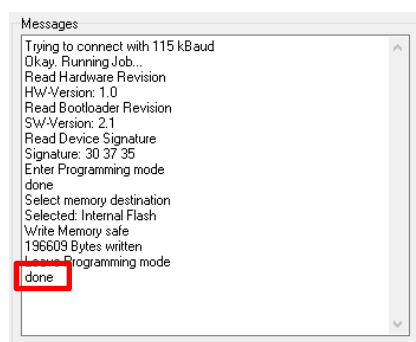 Messages
Trying to connect with 115 kBaud
Okay. Running Job...
Read Hardware Revision
HW-Version: 1.0
Read Bootloader Revision
SW-Version: 2.1
Read Device Signature
Signature: 30 37 35
Enter Programming mode
done
Select memory destination
Selected: Internal Flash
Write Memory safe
196609 Bytes written
Leave Programming mode
done